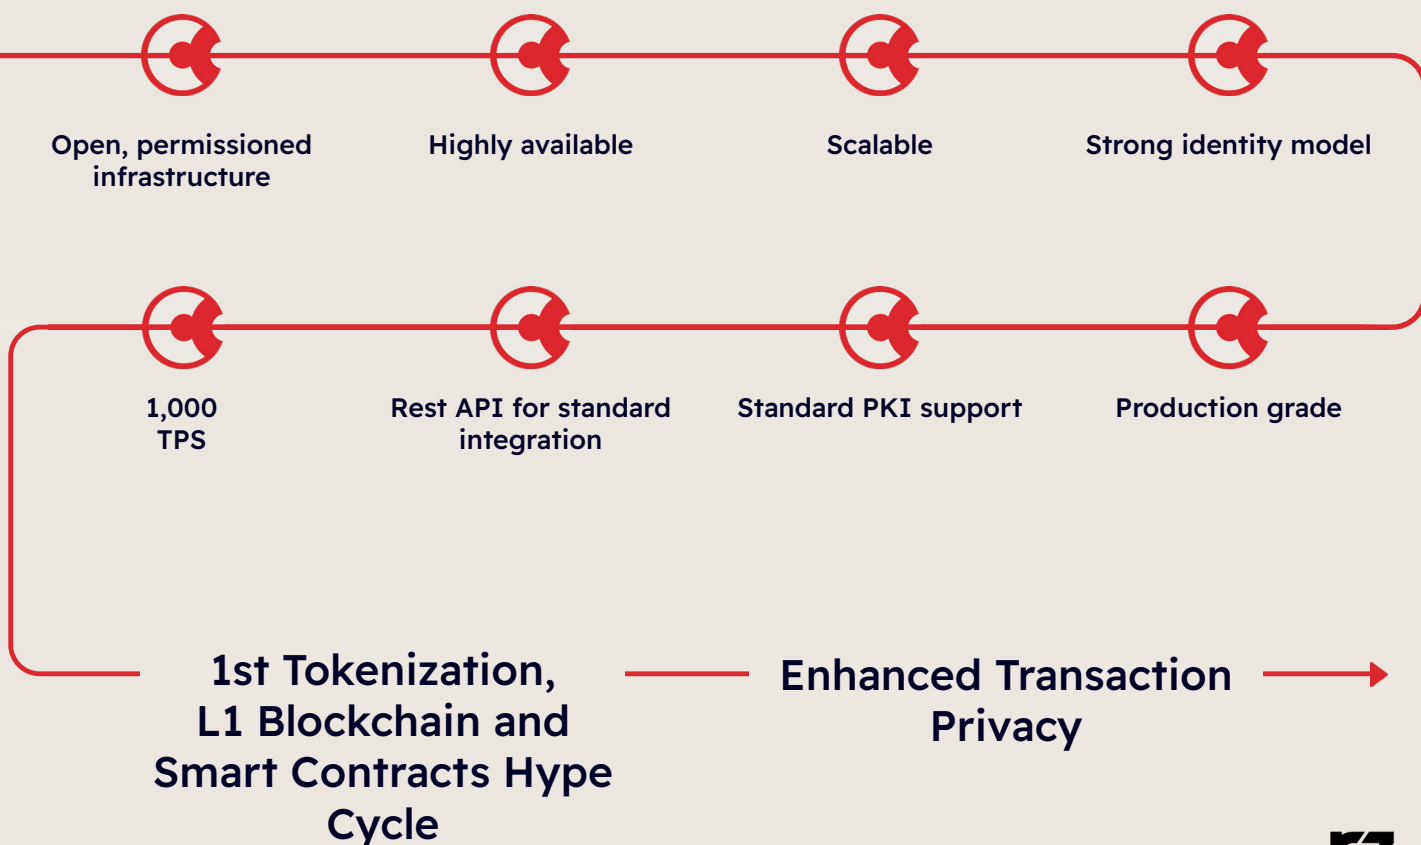 Open, permissioned
infrastructure
Highly available
Scalable
Strong identity model
1,000
TPS
Rest API for standard
integration
Standard PKI support
Production grade
1st Tokenization,
L1 Blockchain and
Smart Contracts Hype
Cycle
Enhanced Transaction
Privacy